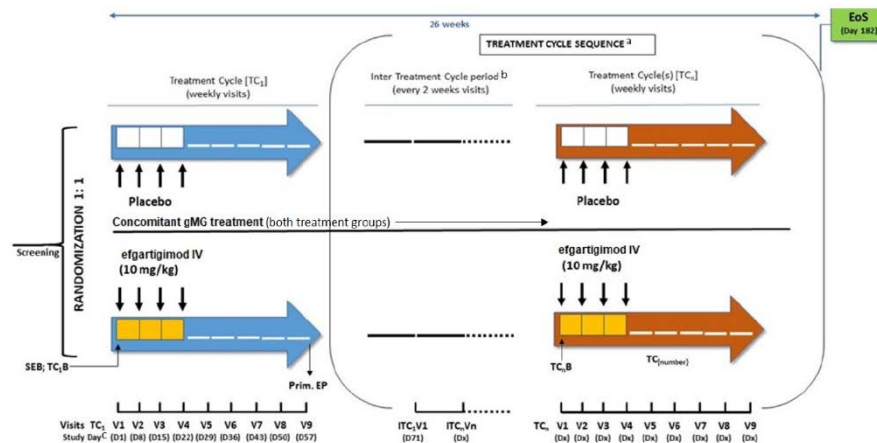 26 weeks
EoS
(Day 182)
TREATMENT CYCLE SEQUENCE a
Treatment Cycle [TC1]
(weekly visits)
Inter Treatment Cycle period b
(every 2 weeks visits)
Treatment Cycle(s) [TCn]
(weekly visits)
Placebo
Placebo
Concomitant gMG treatment (both treatment groups)
Screening
RANDOMIZATION 1: 1
efgartigimod IV
(10 mg/kg)
efgartigimod IV
(10 mg/kg)
SEB; TC1B
Prim. EP
TCnB
TC(number)
Visits TC1 V1 V2 V3 V4 V5 V6 V7 V8 V9 ITC1V1 ITCnVn TCn V1 V2 V3 V4 V5 V6 V7 V8 V9
Study Day C (D1) (D8) (D15) (D22) (D29) (D36) (D43) (D50) (D57) (D71) (Dx) (Dx) (Dx) (Dx) (Dx) (Dx) (Dx) (Dx) (Dx) (Dx)